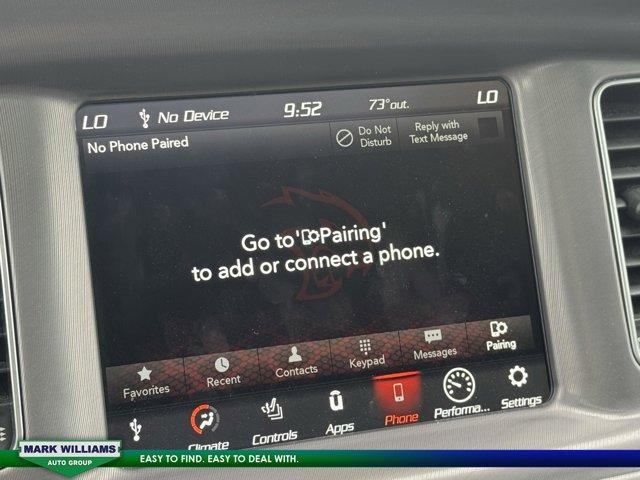 LO No Device 9:52 73°out. LO
No Phone Paired
Do Not
Disturb
Reply with
Text Message
Go to 'Pairing'
to add or connect a phone.
Favorites Recent Contacts Keypad Messages Pairing
Climate Controls Apps Phone Performa... Settings
MARK WILLIAMS
AUTO GROUP
EASY TO FIND. EASY TO DEAL WITH.